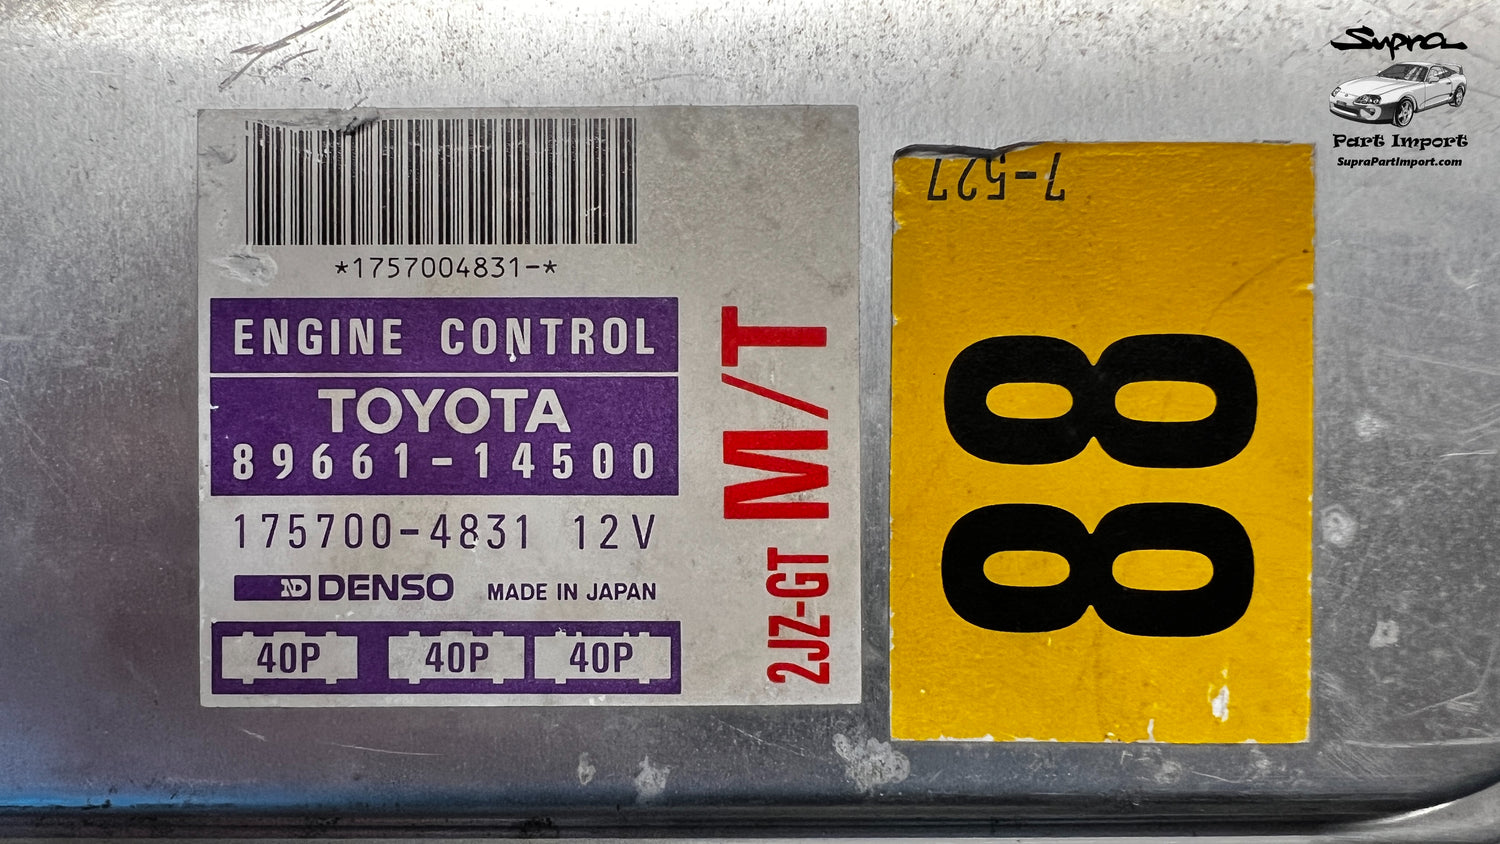 *1757004831-*
ENGINE CONTROL
TOYOTA
89661-14500
175700-4831 12V
ND DENSO MADE IN JAPAN
40P 40P 40P
2JZ-GT M/T
7-527
88
Supra
Part Import
SupraPartImport.com